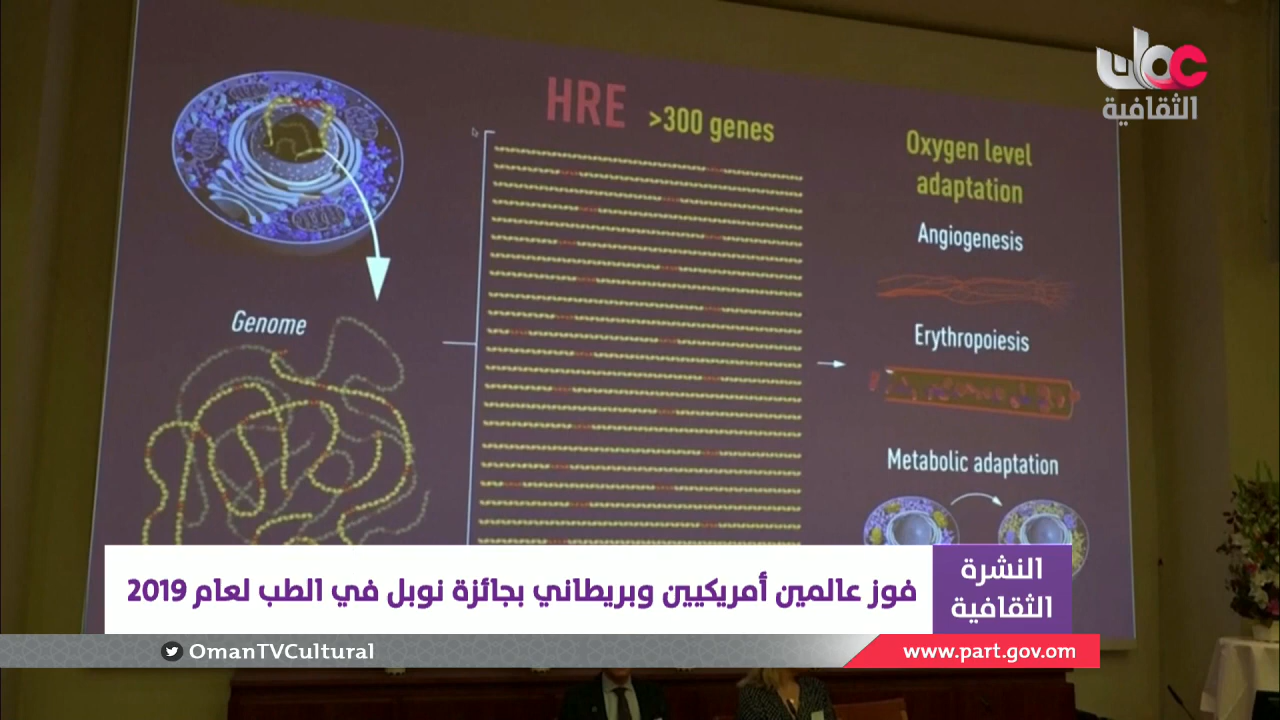 عمان
الثقافية
HRE >300 genes
Oxygen level
adaptation
Angiogenesis
Genome
Erythropoiesis
Metabolic adaptation
النشرة
الثقافية
فوز عالمين أمريكيين وبريطاني بجائزة نوبل في الطب لعام 2019
OmanTVCultural
www.part.gov.om